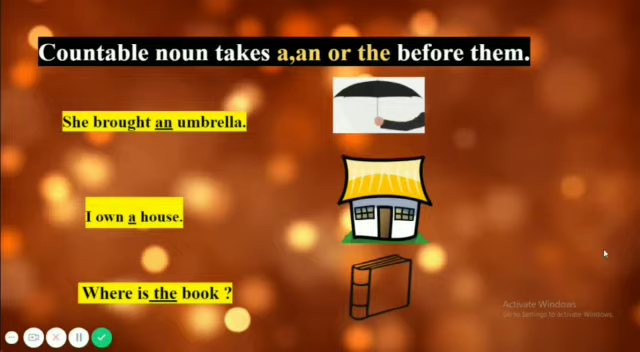 Countable noun takes a,an or the before them.
She brought an umbrella.
I own a house.
Where is the book ?
Activate Windows
Go to Settings to activate Windows.